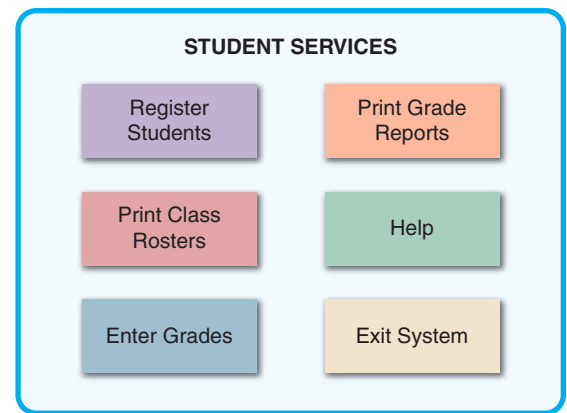 STUDENT SERVICES
Register
Students
Print Grade
Reports
Print Class
Rosters
Help
Enter Grades
Exit System